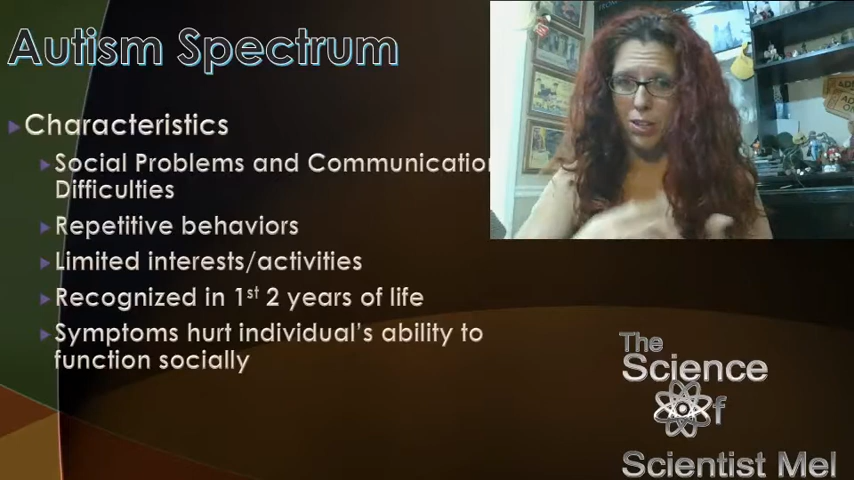 Autism Spectrum
Characteristics
Social Problems and Communication
Difficulties
Repetitive behaviors
Limited interests/activities
Recognized in 1st 2 years of life
Symptoms hurt individual's ability to
function socially
The
Science
of
Scientist Mel